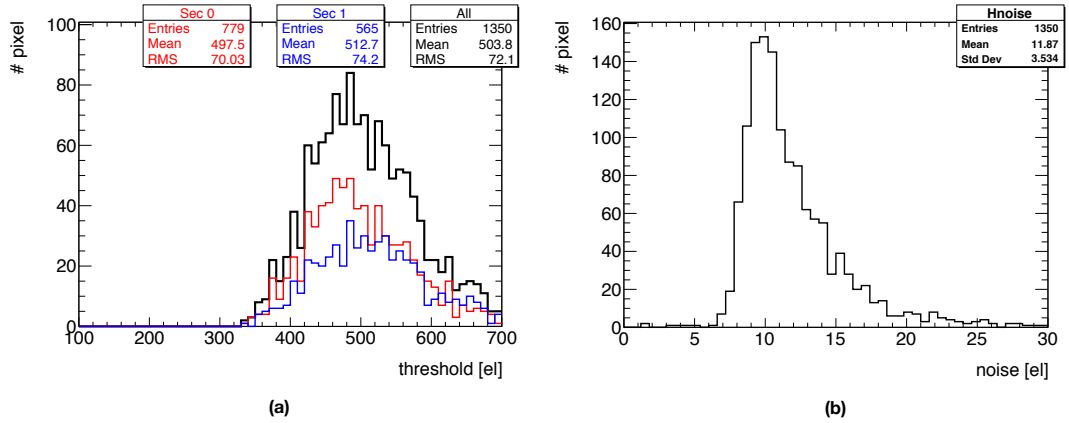 Sec 0
Entries 779
Mean 497.5
RMS 70.03
Sec 1
Entries 565
Mean 512.7
RMS 74.2
All
Entries 1350
Mean 503.8
RMS 72.1
# pixel
100
80
60
40
20
0
100 200 300 400 500 600 700
threshold [el]
(a)
Hnoise
Entries 1350
Mean 11.87
Std Dev 3.534
# pixel
160
140
120
100
80
60
40
20
0
0 5 10 15 20 25 30
noise [el]
(b)